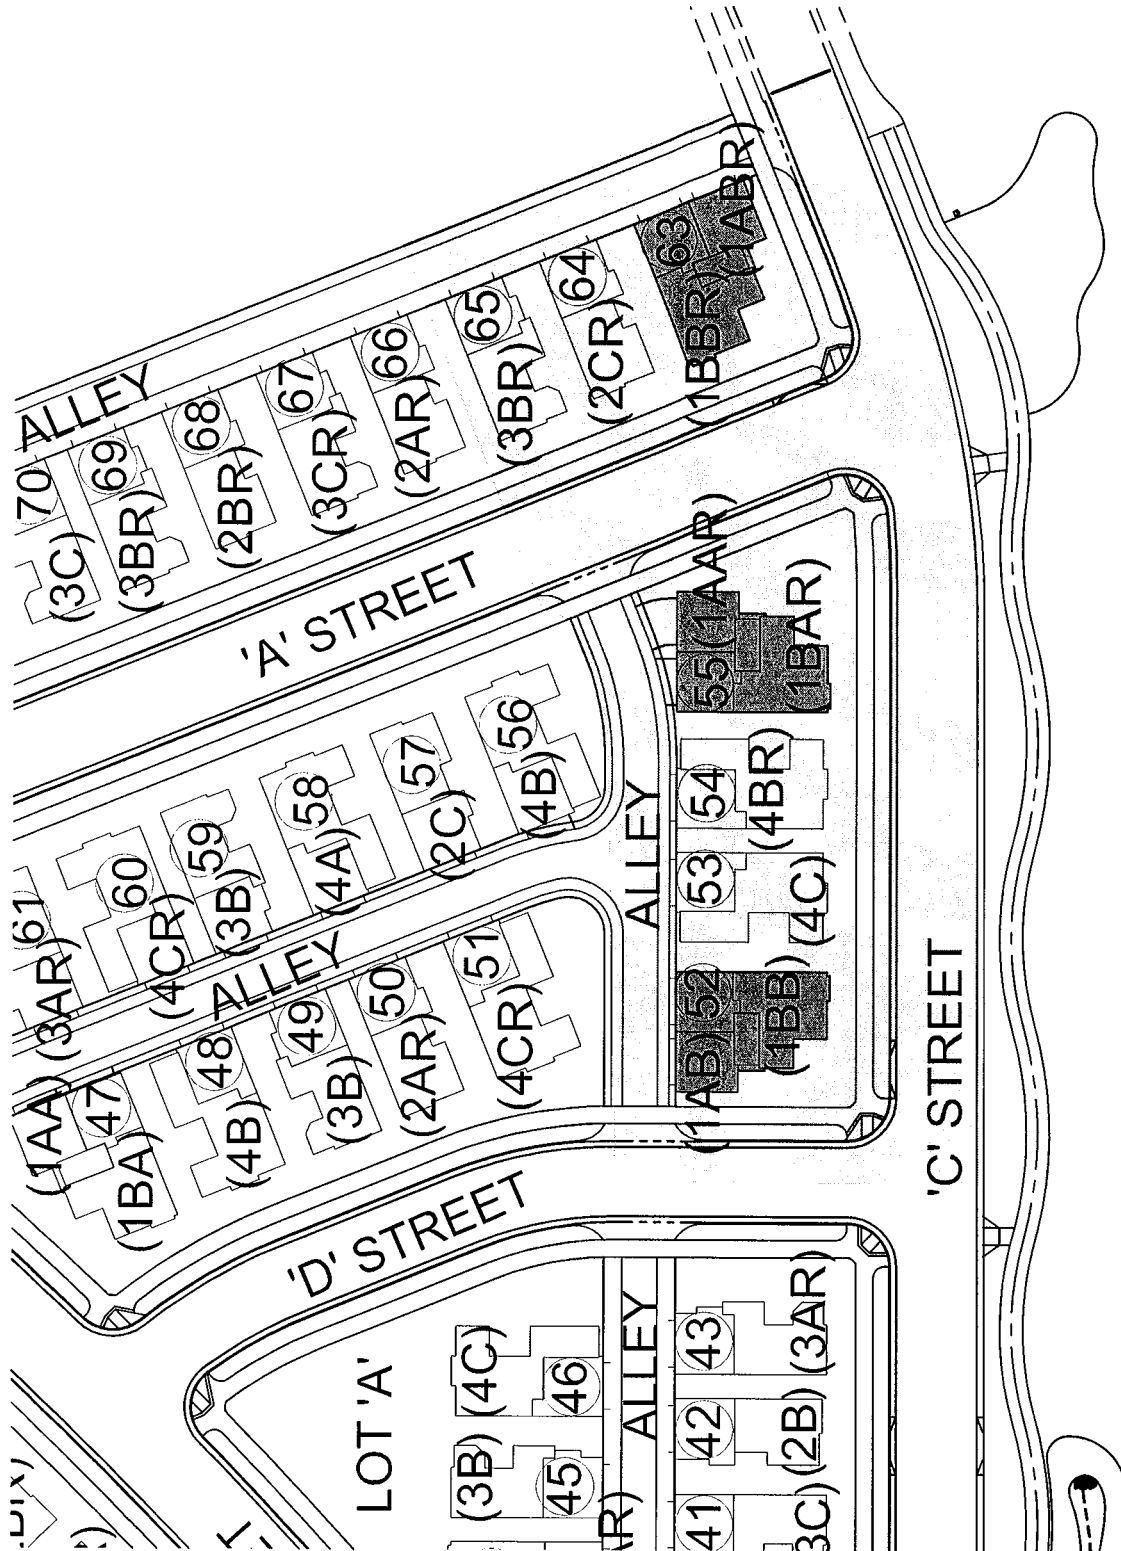 ALLEY
70
(3C)
69
(3BR)
68
(2BR)
67
(3CR)
66
(2AR)
65
(3BR)
64
(2CR)
63
(1BBR)
(1ABR)
'A' STREET
61
(3AR)
60
(4CR)
59
(3B)
58
(4A)
57
(2C)
56
(4B)
ALLEY
ALLEY
55
(1AAR)
(1BAR)
54
(4BR)
53
(4C)
52
(1AB)
(1BB)
(1AA)
47
(1BA)
48
(4B)
49
(3B)
50
(2AR)
51
(4CR)
'D' STREET
'C' STREET
LOT 'A'
46
(4C)
45
(3B)
ALLEY
43
(3AR)
42
(2B)
41
3C)